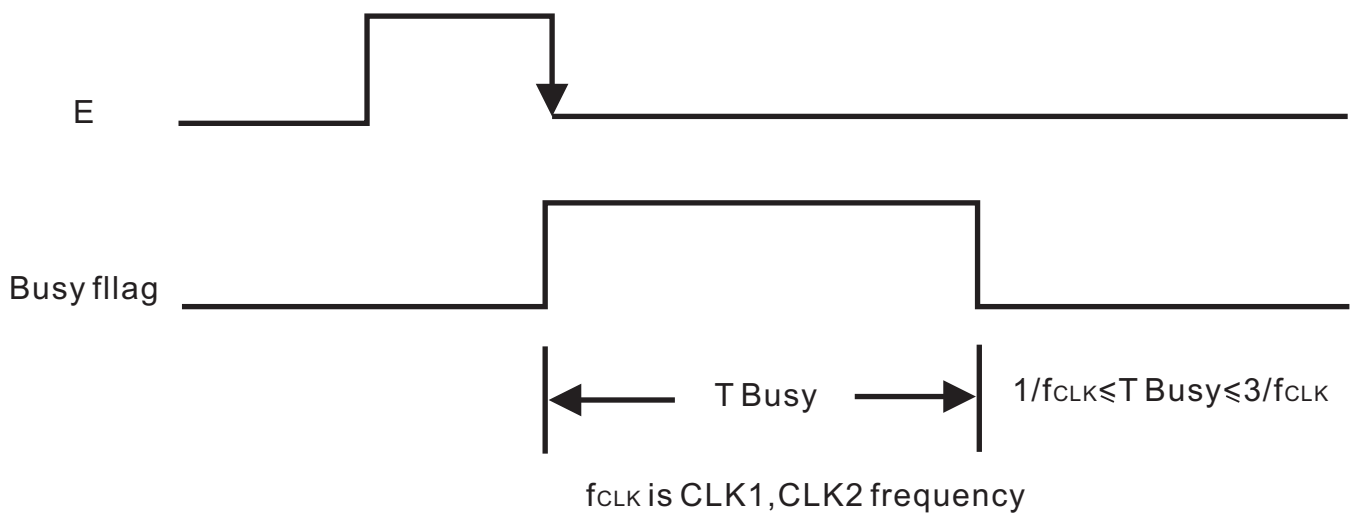 E
Busy fllag
T Busy
1/fCLK≤T Busy≤3/fCLK
fCLK is CLK1,CLK2 frequency